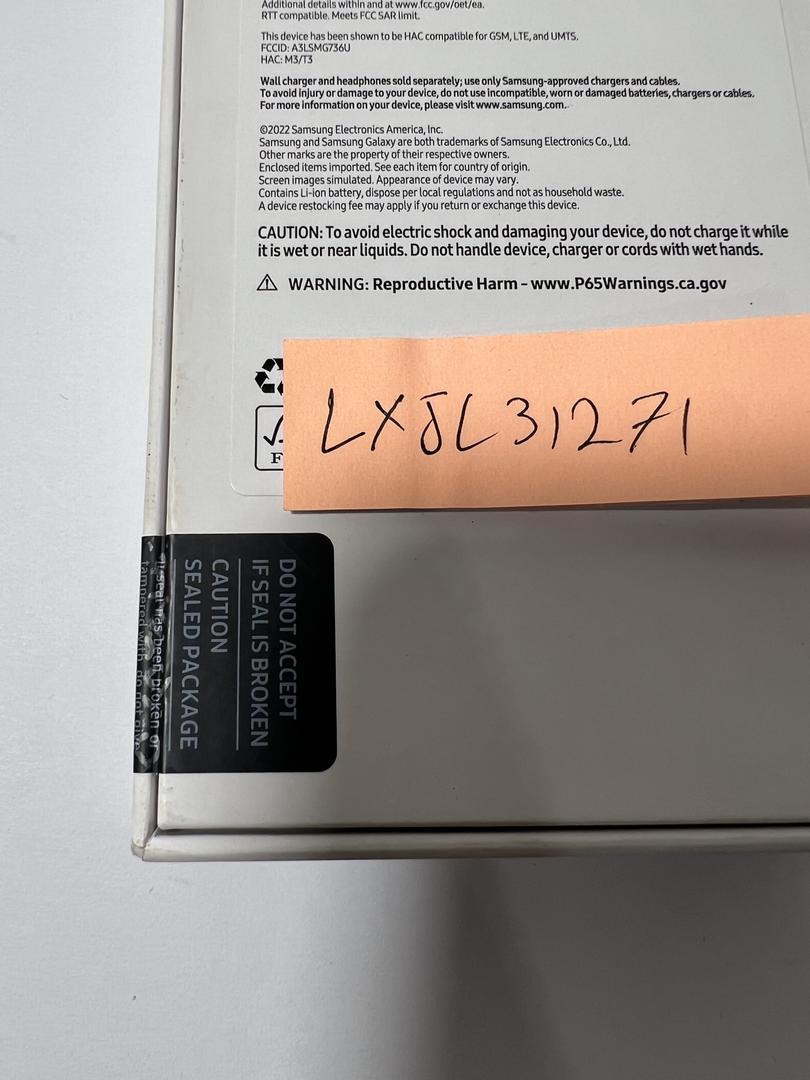 Additional details within and at www.fcc.gov/oet/ea.
RTT compatible. Meets FCC SAR limit.
This device has been shown to be HAC compatible for GSM, LTE, and UMTS.
FCCID: A3LSMG736U
HAC: M3/T3
Wall charger and headphones sold separately; use only Samsung-approved chargers and cables.
To avoid injury or damage to your device, do not use incompatible, worn or damaged batteries, chargers or cables.
For more information on your device, please visit www.samsung.com.
©2022 Samsung Electronics America, Inc.
Samsung and Samsung Galaxy are both trademarks of Samsung Electronics Co., Ltd.
Other marks are the property of their respective owners.
Enclosed items imported. See each item for country of origin.
Screen images simulated. Appearance of device may vary.
Contains Li-ion battery, dispose per local regulations and not as household waste.
A device restocking fee may apply if you return or exchange this device.
CAUTION: To avoid electric shock and damaging your device, do not charge it while
it is wet or near liquids. Do not handle device, charger or cords with wet hands.
WARNING: Reproductive Harm - www.P65Warnings.ca.gov
LXJL31271
F
DO NOT ACCEPT
IF SEAL IS BROKEN
CAUTION
SEALED PACKAGE
If seal has been broken or
tampered with, do not give